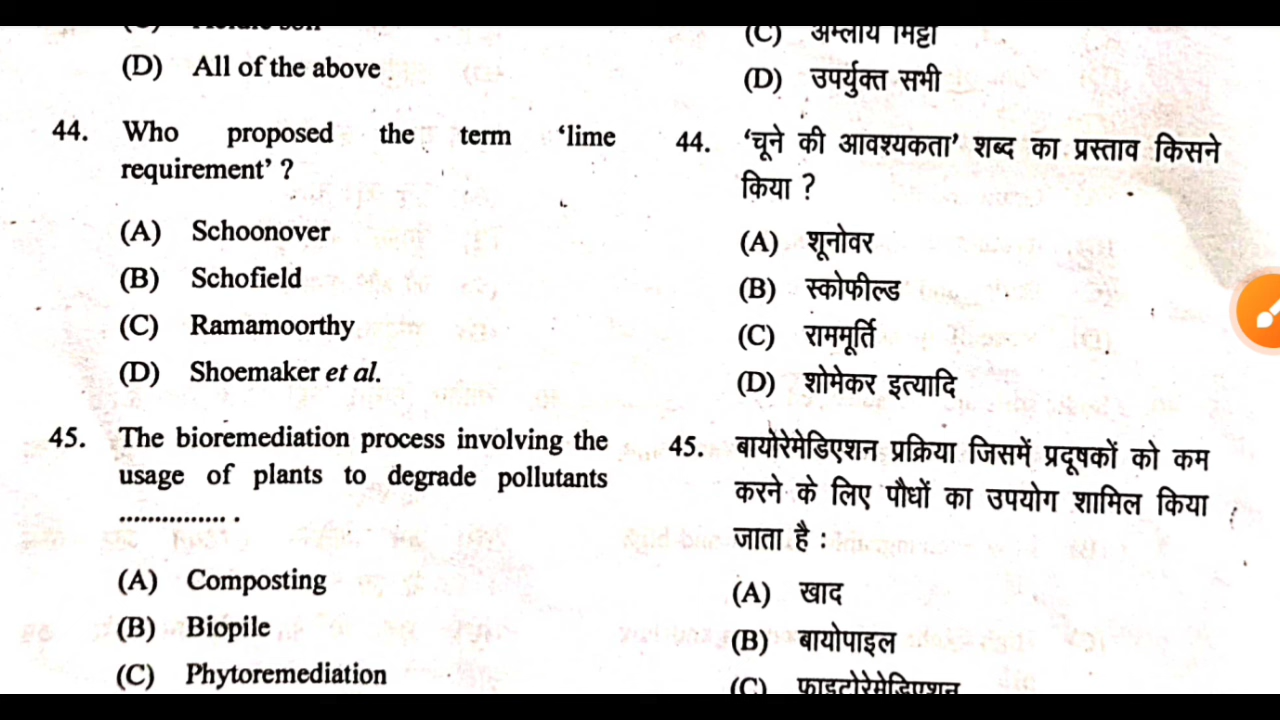 (D) All of the above
44. Who proposed the term ‘lime
requirement’ ?
(A) Schoonover
(B) Schofield
(C) Ramamoorthy
(D) Shoemaker et al.
45. The bioremediation process involving the
usage of plants to degrade pollutants
............... .
(A) Composting
(B) Biopile
(C) Phytoremediation
(C) अम्लीय मिट्टी
(D) उपर्युक्त सभी
44. ‘चूने की आवश्यकता’ शब्द का प्रस्ताव किसने
किया ?
(A) शूनोवर
(B) स्कोफील्ड
(C) राममूर्ति
(D) शोमेकर इत्यादि
45. बायोरेमेडिएशन प्रक्रिया जिसमें प्रदूषकों को कम
करने के लिए पौधों का उपयोग शामिल किया
जाता है :
(A) खाद
(B) बायोपाइल
(C) फाइटोरेमेडिएशन